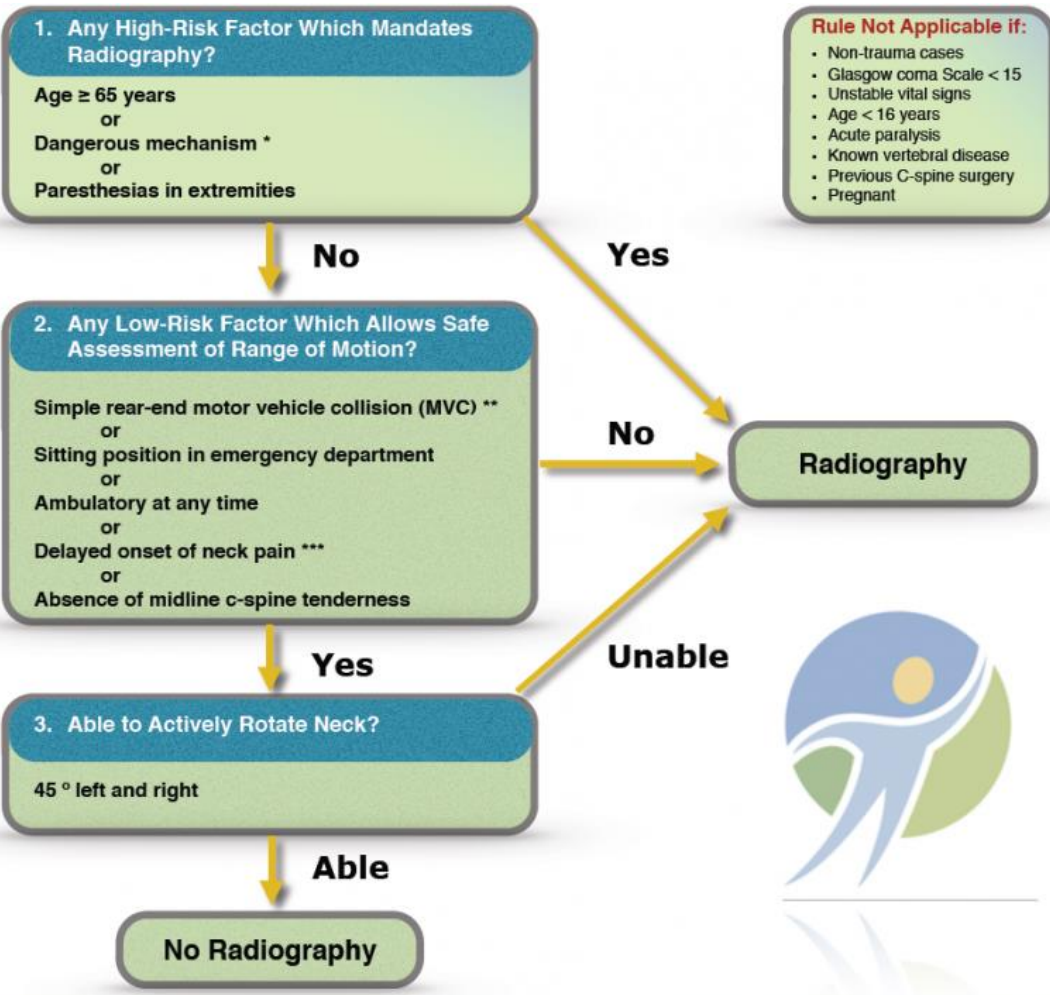 1. Any High-Risk Factor Which Mandates
Radiography?
Age ≥ 65 years
or
Dangerous mechanism *
or
Paresthesias in extremities
Rule Not Applicable if:
• Non-trauma cases
• Glasgow coma Scale < 15
• Unstable vital signs
• Age < 16 years
• Acute paralysis
• Known vertebral disease
• Previous C-spine surgery
• Pregnant
No
Yes
2. Any Low-Risk Factor Which Allows Safe
Assessment of Range of Motion?
Simple rear-end motor vehicle collision (MVC) **
or
Sitting position in emergency department
or
Ambulatory at any time
or
Delayed onset of neck pain ***
or
Absence of midline c-spine tenderness
No
Radiography
Yes
Unable
3. Able to Actively Rotate Neck?
45 º left and right
Able
No Radiography